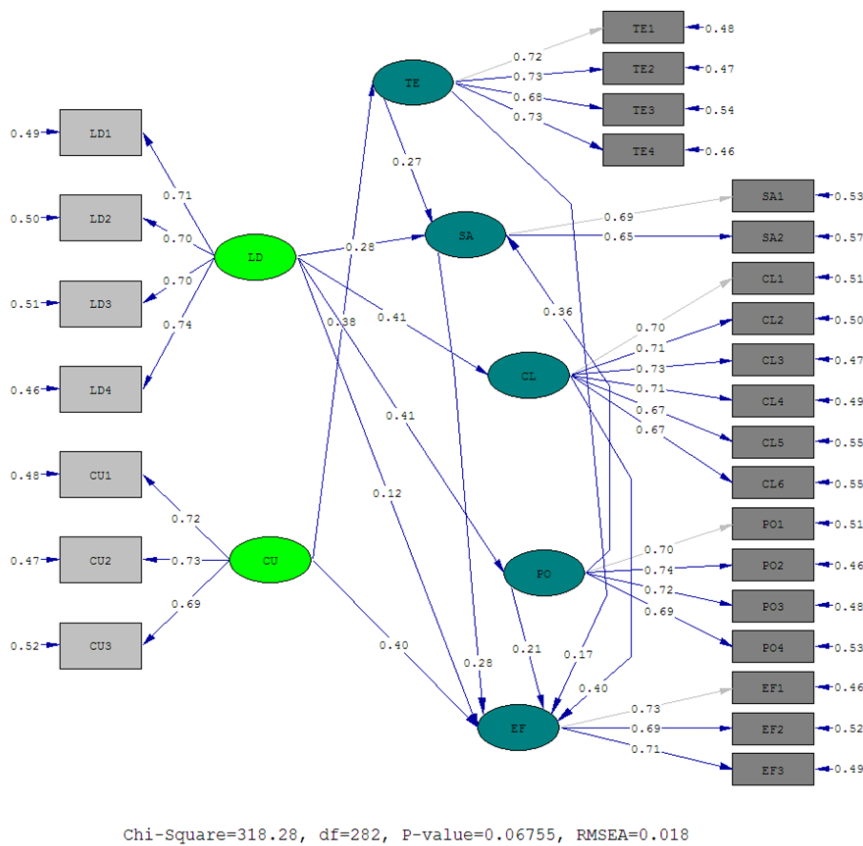 TE1
0.48
0.72
TE
0.73
TE2
0.47
0.68
TE3
0.54
0.73
TE4
0.46
0.49
LD1
0.71
0.27
LD2
0.50
0.70
SA1
0.53
0.69
SA
0.65
SA2
0.57
LD
0.28
0.70
CL1
0.51
LD3
0.51
0.74
0.38
0.41
0.36
0.70
CL2
0.50
0.71
CL
0.73
CL3
0.47
LD4
0.46
0.71
CL4
0.49
0.41
0.67
CL5
0.55
0.67
CL6
0.55
CU1
0.48
0.12
0.72
PO1
0.51
0.70
CU2
0.47
0.73
CU
PO
0.74
PO2
0.46
0.72
PO3
0.48
0.69
0.69
PO4
0.53
CU3
0.52
0.40
0.28
0.21
0.17
0.40
EF1
0.46
0.73
EF
0.69
EF2
0.52
0.71
EF3
0.49
Chi-Square=318.28, df=282, P-value=0.06755, RMSEA=0.018